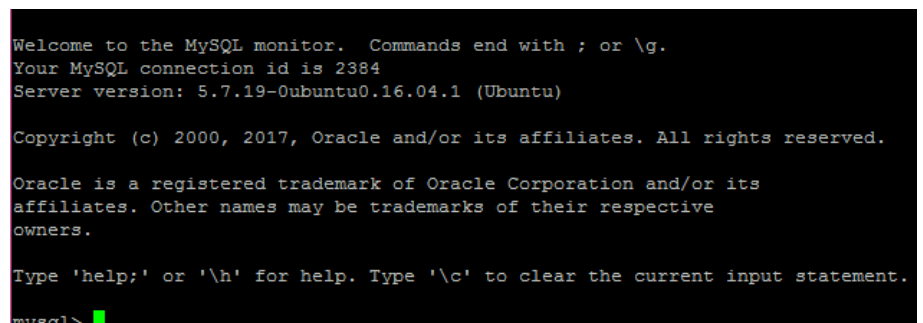 Welcome to the MySQL monitor.  Commands end with ; or \g.
Your MySQL connection id is 2384
Server version: 5.7.19-0ubuntu0.16.04.1 (Ubuntu)
Copyright (c) 2000, 2017, Oracle and/or its affiliates. All rights reserved.
Oracle is a registered trademark of Oracle Corporation and/or its
affiliates. Other names may be trademarks of their respective
owners.
Type 'help;' or '\h' for help. Type '\c' to clear the current input statement.
mysql>